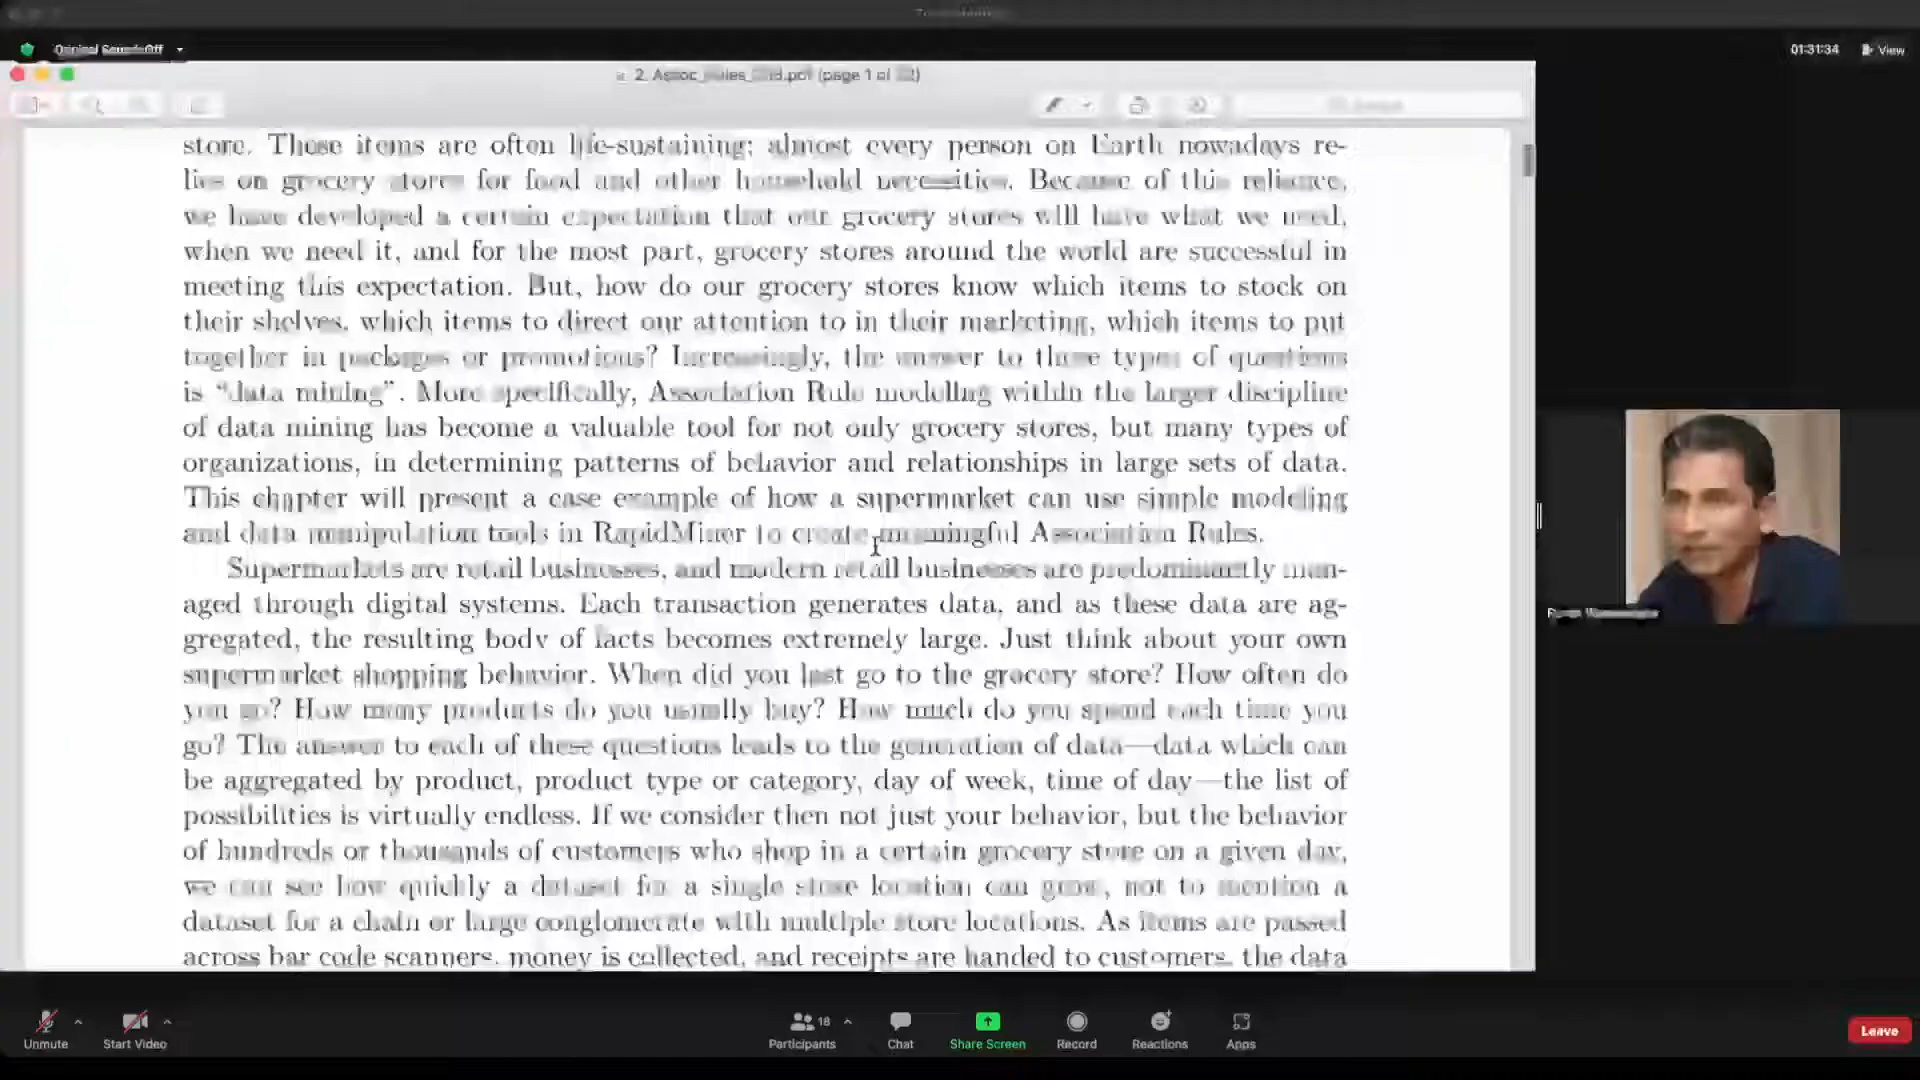 Original Sound: Off
01:31:34
View
(page 1 of
store. These items are often life-sustaining; almost every person on Earth nowadays re-
lies on grocery stores for food and other household necessities. Because of this reliance,
we have developed a certain expectation that our grocery stores will have what we need,
when we need it, and for the most part, grocery stores around the world are successful in
meeting this expectation. But, how do our grocery stores know which items to stock on
their shelves, which items to direct our attention to in their marketing, which items to put
together in packages or promotions? Increasingly, the answer to these types of questions
is “data mining”. More specifically, Association Rule modeling within the larger discipline
of data mining has become a valuable tool for not only grocery stores, but many types of
organizations, in determining patterns of behavior and relationships in large sets of data.
This chapter will present a case example of how a supermarket can use simple modeling
and data manipulation tools in RapidMiner to create meaningful Association Rules.
Supermarkets are retail businesses, and modern retail businesses are predominantly man-
aged through digital systems. Each transaction generates data, and as these data are ag-
gregated, the resulting body of facts becomes extremely large. Just think about your own
supermarket shopping behavior. When did you last go to the grocery store? How often do
you go? How many products do you usually buy? How much do you spend each time you
go? The answer to each of these questions leads to the generation of data—data which can
be aggregated by product, product type or category, day of week, time of day—the list of
possibilities is virtually endless. If we consider then not just your behavior, but the behavior
of hundreds or thousands of customers who shop in a certain grocery store on a given day,
we can see how quickly a dataset for a single store location can grow, not to mention a
dataset for a chain or large conglomerate with multiple store locations. As items are passed
across bar code scanners, money is collected, and receipts are handed to customers, the data
Unmute
Start Video
18
Participants
Chat
Share Screen
Record
Reactions
Apps
Leave